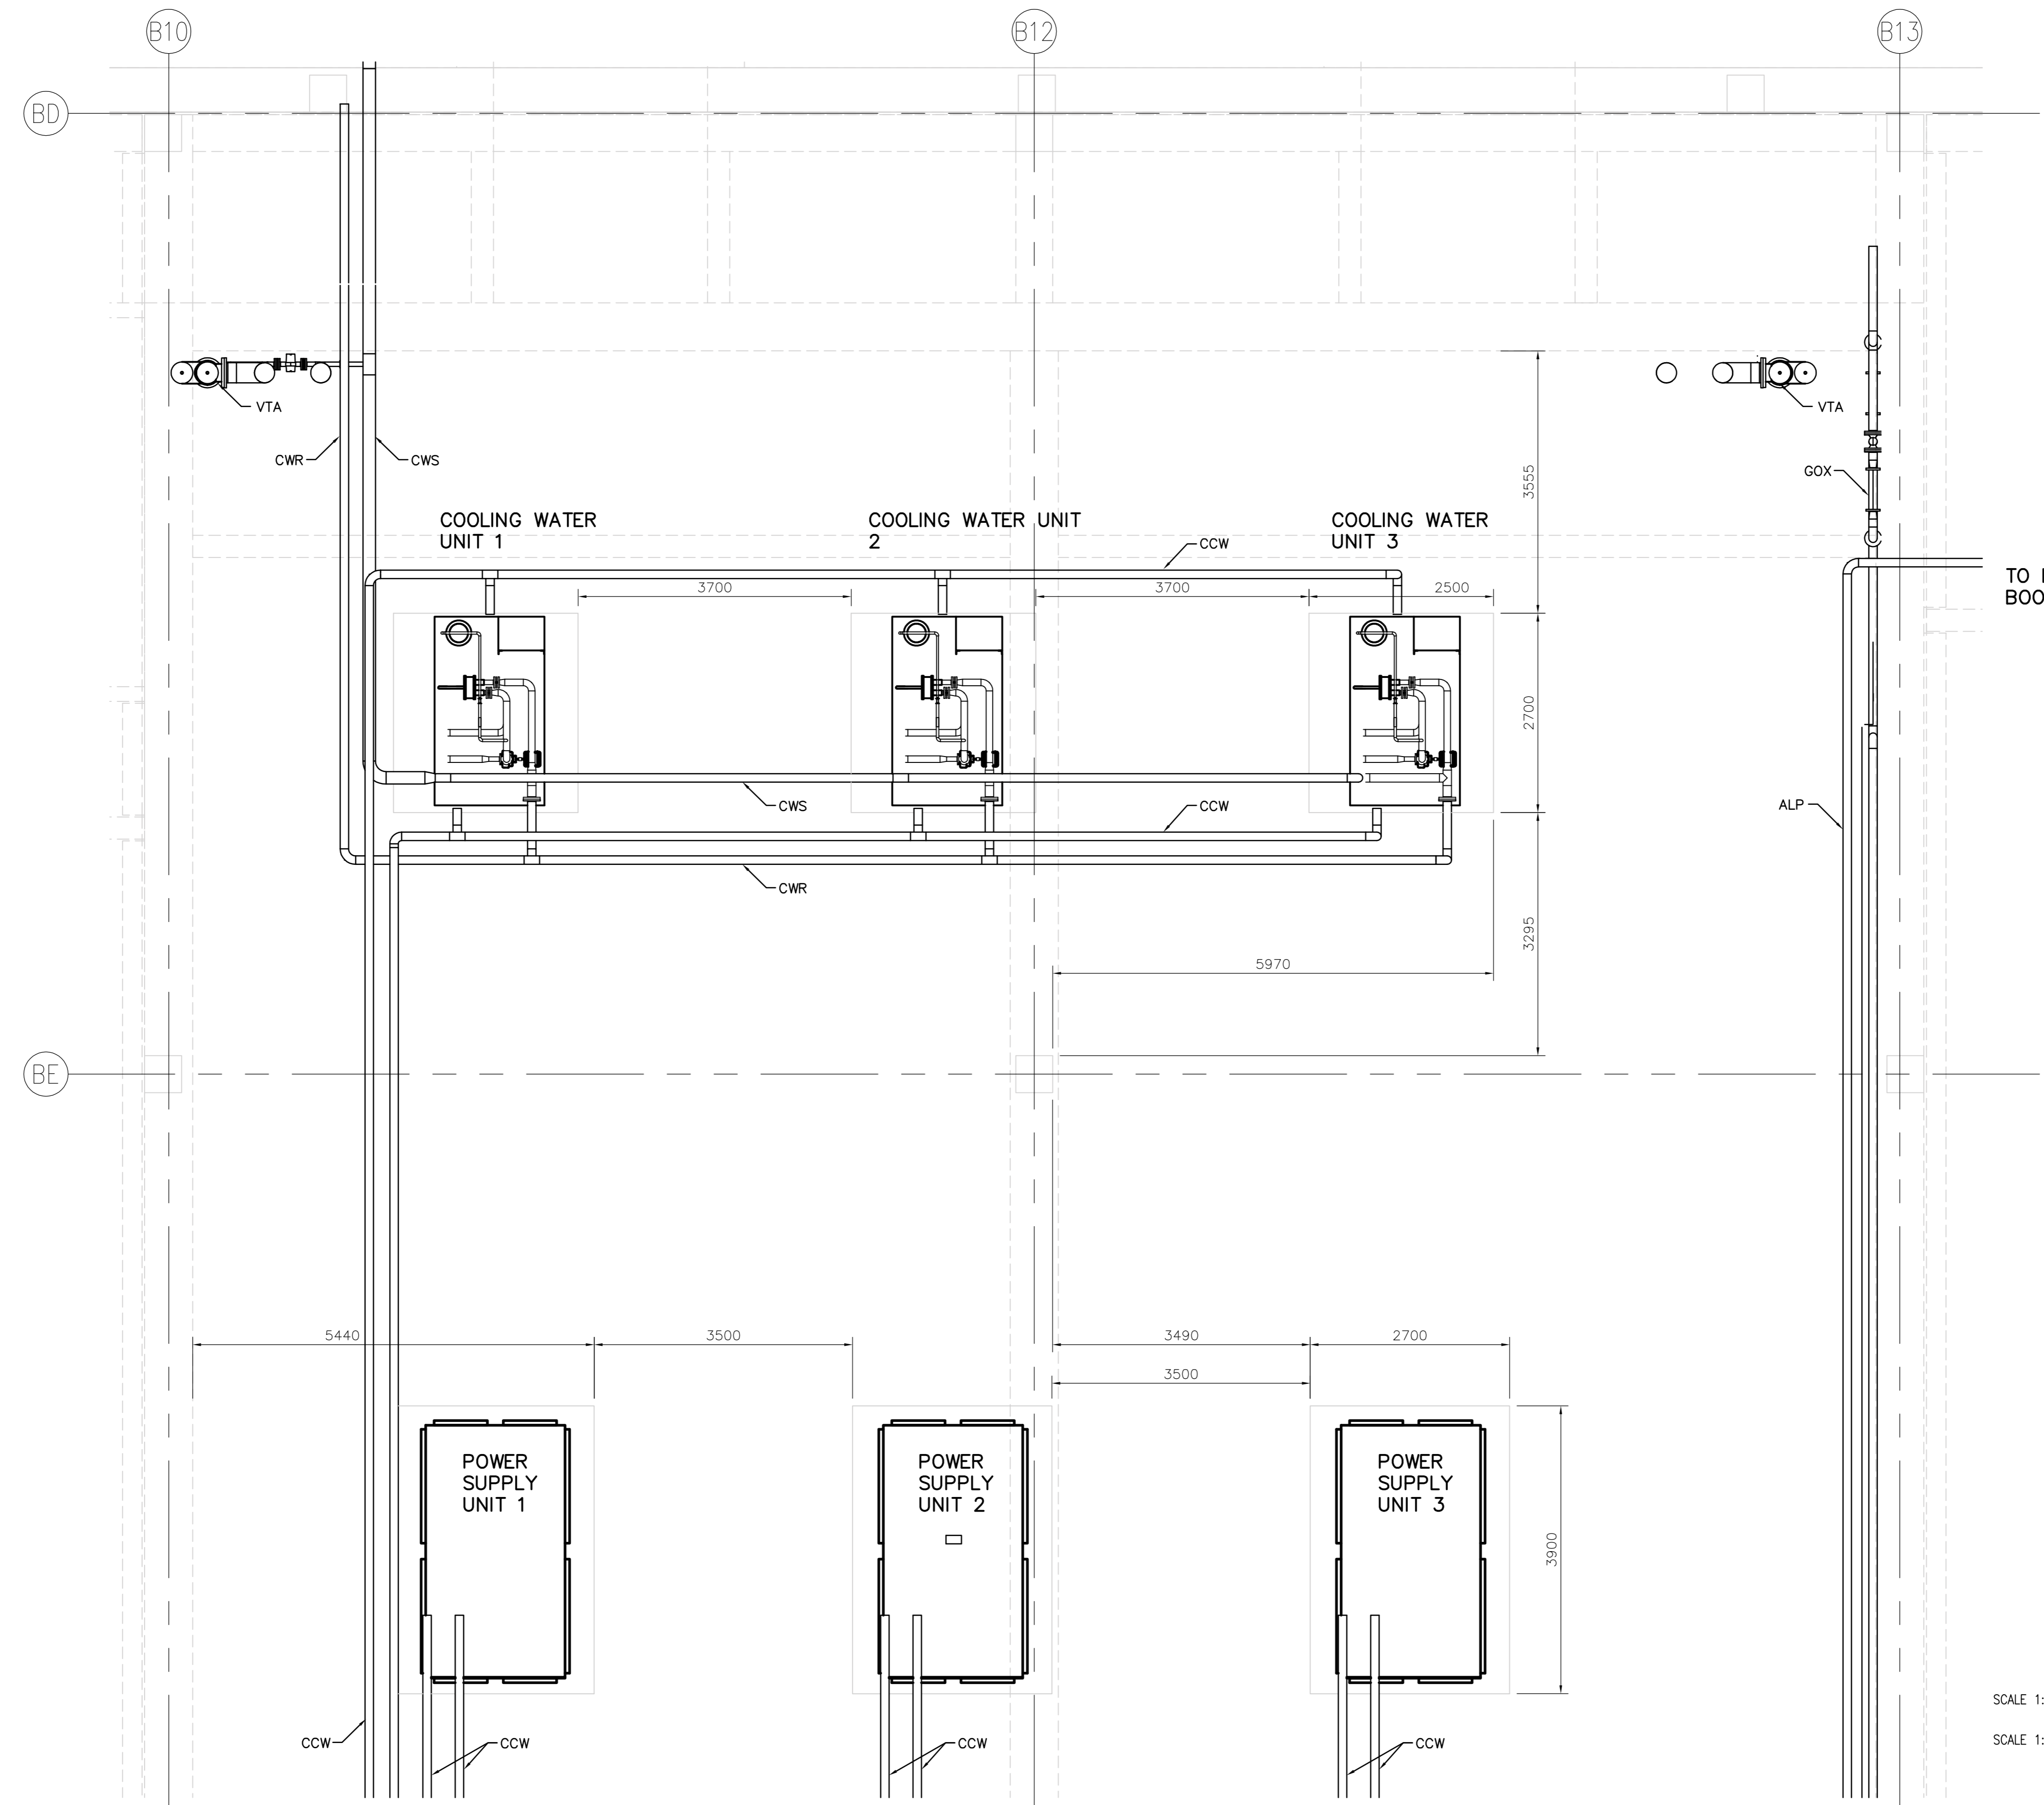 B10
B12
B13
BD
VTA
VTA
CWR
CWS
3555
GOX
COOLING WATER
UNIT 1
COOLING WATER UNIT
2
COOLING WATER
UNIT 3
CCW
TO
BOO
3700
3700
2500
2700
CWS
CCW
ALP
CWR
3295
5970
BE
5440
3500
3490
2700
3500
POWER
SUPPLY
UNIT 1
POWER
SUPPLY
UNIT 2
POWER
SUPPLY
UNIT 3
3900
SCALE 1:
CCW
CCW
CCW
CCW
SCALE 1: